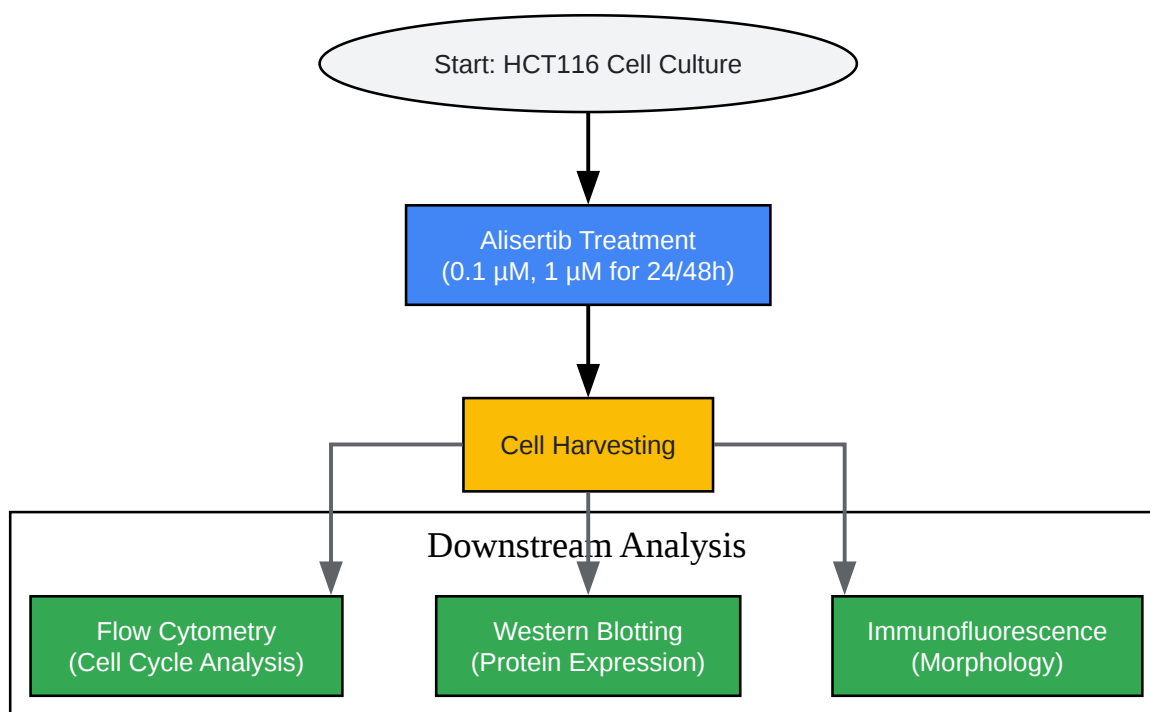 Start: HCT116 Cell Culture
Alisertib Treatment
(0.1 µM, 1 µM for 24/48h)
Cell Harvesting
Downstream Analysis
Flow Cytometry
(Cell Cycle Analysis)
Western Blotting
(Protein Expression)
Immunofluorescence
(Morphology)